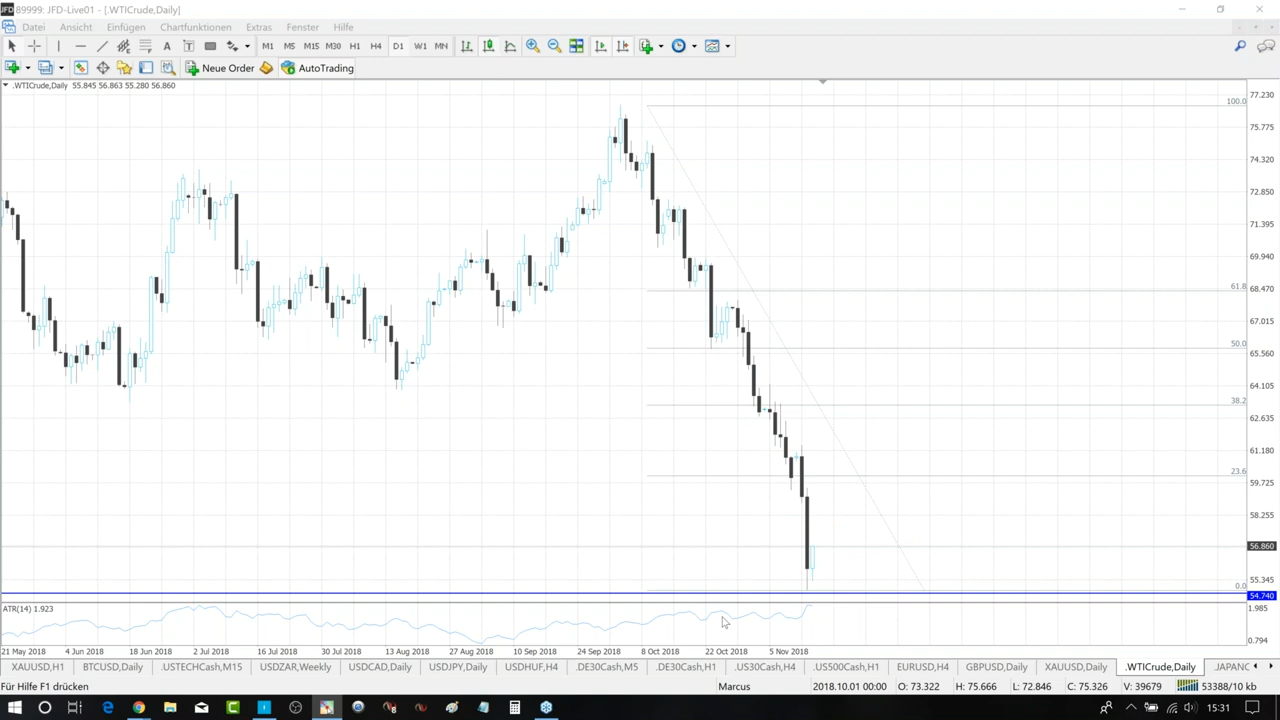 89999: JFD-Live01 - [.WTICrude,Daily]
Datei Ansicht Einfügen Chartfunktionen Extras Fenster Hilfe
A T M1 M5 M15 M30 H1 H4 D1 W1 MN
New Order AutoTrading
.WTICrude,Daily 55.845 56.863 55.280 56.860
77.230
100.0
75.775
74.320
72.850
71.395
69.940
61.8
68.470
67.015
50.0
65.560
64.105
38.2
62.635
61.180
23.6
59.725
58.255
56.860
55.345
0.0
54.740
ATR(14) 1.923
1.985
0.794
21 May 2018 4 Jun 2018 18 Jun 2018 2 Jul 2018 16 Jul 2018 30 Jul 2018 13 Aug 2018 27 Aug 2018 10 Sep 2018 24 Sep 2018 8 Oct 2018 22 Oct 2018 5 Nov 2018
XAUUSD,H1 BTCUSD,Daily .USTECHCash,M15 USDZAR,Weekly USDCAD,Daily USDJPY,Daily USDHUF,H4 .DE30Cash,M5 .DE30Cash,H1 .US30Cash,H4 .US500Cash,H1 EURUSD,H4 GBPUSD,Daily XAUUSD,Daily .WTICrude,Daily .JAPANC
Für Hilfe F1 drücken Marcus 2018.10.01 00:00 O: 73.322 H: 75.666 L: 72.846 C: 75.326 V: 39679 53388/10 kb
15:31